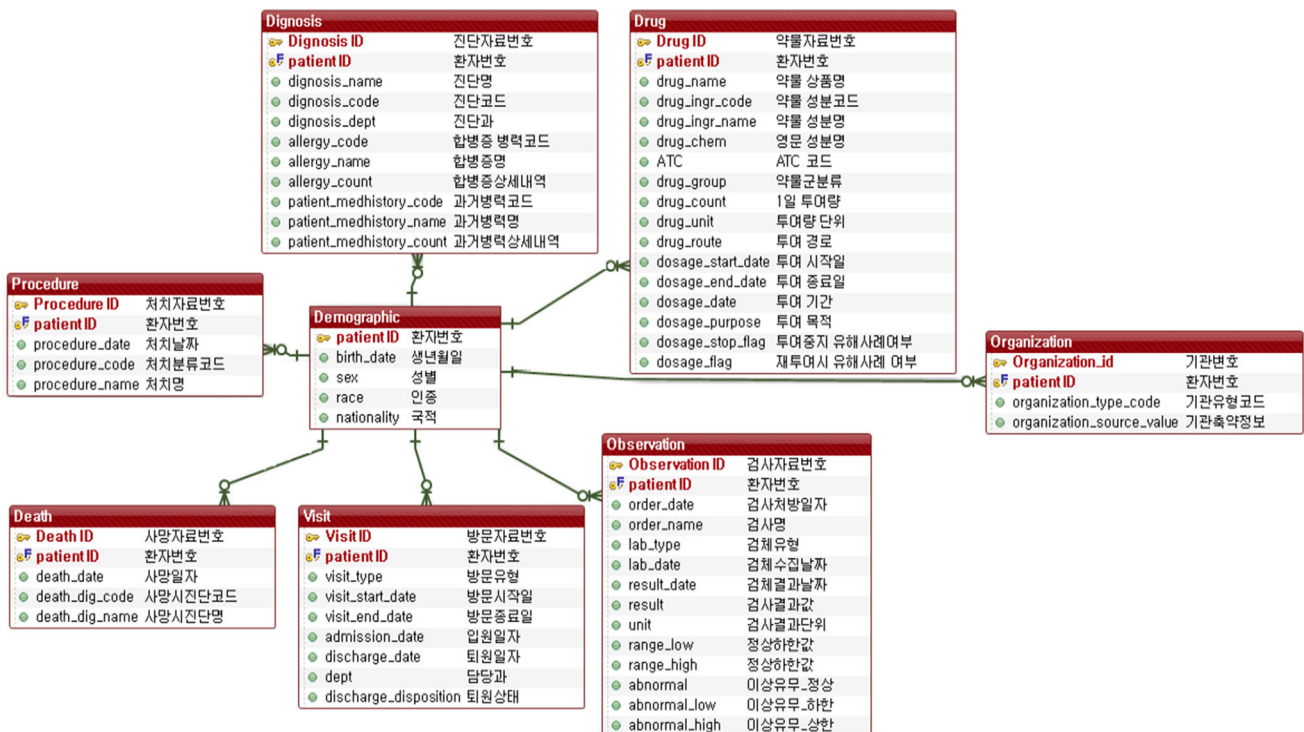 Dignosis
Dignosis ID 진단자료번호
patient ID 환자번호
dignosis_name 진단명
dignosis_code 진단코드
dignosis_dept 진단과
allergy_code 합병증 병력코드
allergy_name 합병증명
allergy_count 합병증상세내역
patient_medhistory_code 과거병력코드
patient_medhistory_name 과거병력명
patient_medhistory_count 과거병력상세내역
Drug
Drug ID 약물자료번호
patient ID 환자번호
drug_name 약물 상품명
drug_ingr_code 약물 성분코드
drug_ingr_name 약물 성분명
drug_chem 영문 성분명
ATC ATC 코드
drug_group 약물군분류
drug_count 1일 투여량
drug_unit 투여량 단위
drug_route 투여 경로
dosage_start_date 투여 시작일
dosage_end_date 투여 종료일
dosage_date 투여 기간
dosage_purpose 투여 목적
dosage_stop_flag 투여중지 유해사례여부
dosage_flag 재투여시 유해사례 여부
Procedure
Procedure ID 처치자료번호
patient ID 환자번호
procedure_date 처치날짜
procedure_code 처치분류코드
procedure_name 처치명
Demographic
patient ID 환자번호
birth_date 생년월일
sex 성별
race 인종
nationality 국적
Organization
Organization_id 기관변호
patient ID 환자번호
organization_type_code 기관유형코드
organization_source_value 기관축약정보
Death
Death ID 사망자료번호
patient ID 환자번호
death_date 사망일자
death_dig_code 사망시진단코드
death_dig_name 사망시진단명
Visit
Visit ID 방문자료번호
patient ID 환자번호
visit_type 방문유형
visit_start_date 방문시작일
visit_end_date 방문종료일
admission_date 입원일자
discharge_date 퇴원일자
dept 담당과
discharge_disposition 퇴원상태
Observation
Observation ID 검사자료번호
patient ID 환자번호
order_date 검사처방일자
order_name 검사명
lab_type 검체유형
lab_date 검체수집날짜
result_date 검체결과날짜
result 검사결과값
unit 검사결과단위
range_low 정상하한값
range_high 정상하한값
abnormal 이상유무_정상
abnormal_low 이상유무_하한
abnormal_high 이상유무_상한